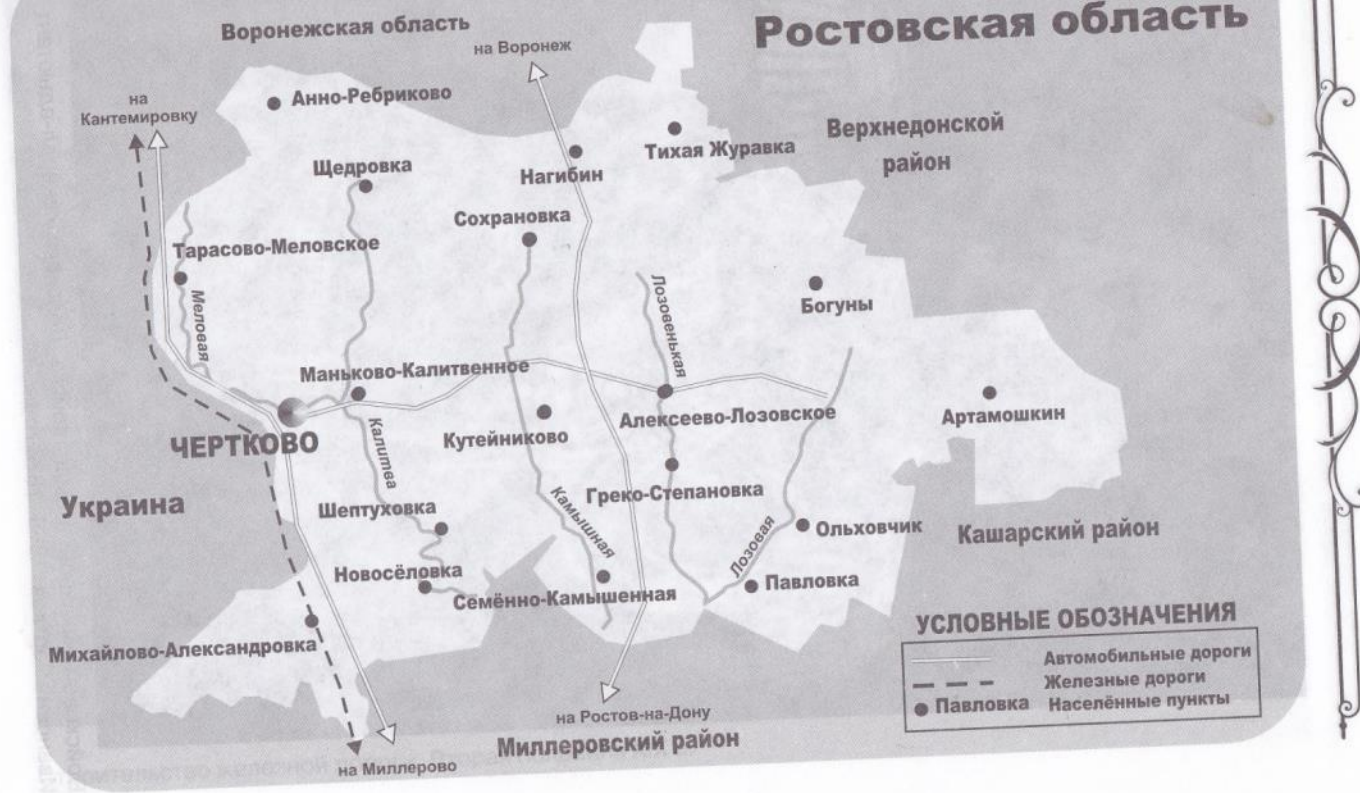 Воронежская область
Ростовская область
на Воронеж
на
Кантемировку
Анно-Ребриково
Верхнедонской
район
Тихая Журавка
Щедровка
Нагибин
Сохрановка
Тарасово-Меловское
Меловая
Лозовенькая
Богуны
Маньково-Калитвенное
Алексеево-Лозовское
Артамошкин
ЧЕРТКОВО
Калитва
Кутейниково
Украина
Греко-Степановка
Шептуховка
Камышная
Лозовая
Ольховчик
Кашарский район
Новосёловка
Семённо-Камышенная
Павловка
Михайлово-Александровка
УСЛОВНЫЕ ОБОЗНАЧЕНИЯ
Автомобильные дороги
Железные дороги
Павловка Населённые пункты
на Ростов-на-Дону
Миллеровский район
на Миллерово